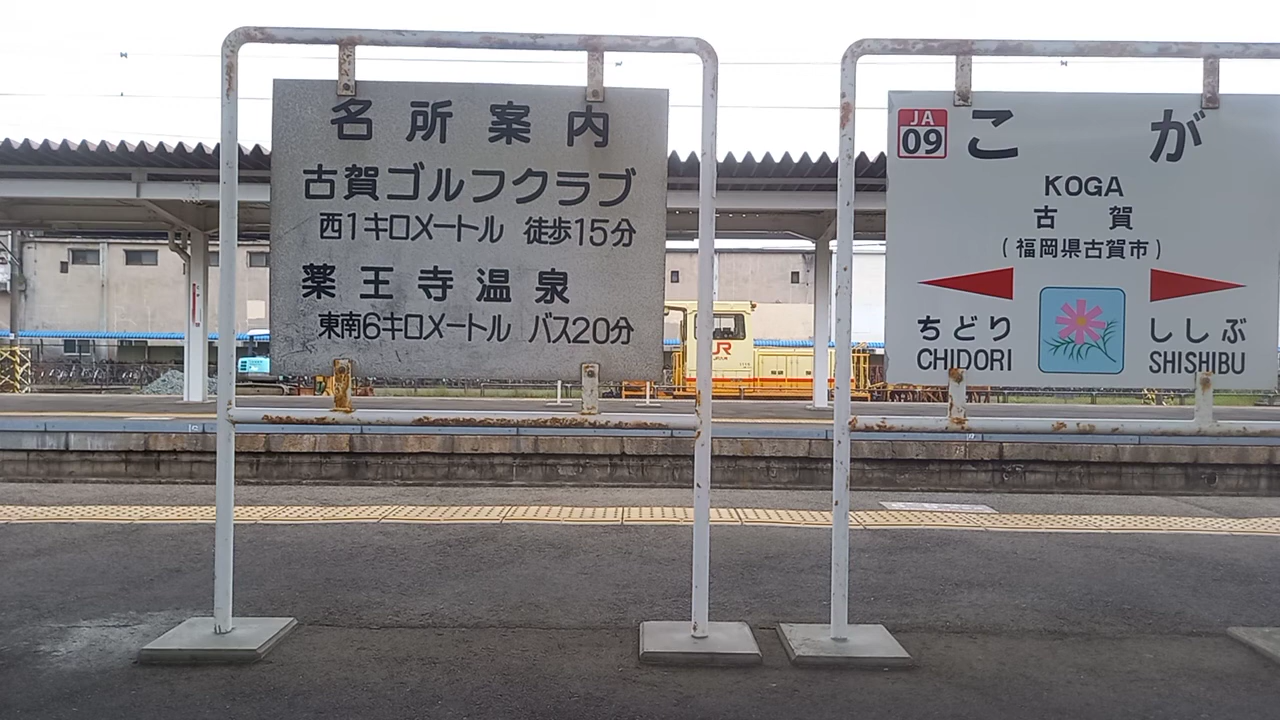 名所案内
古賀ゴルフクラブ
西1キロメートル 徒歩15分
薬王寺温泉
東南6キロメートル バス20分
JA
09
こが
KOGA
古賀
(福岡県古賀市)
ちどり ししぶ
CHIDORI SHISHIBU
JR